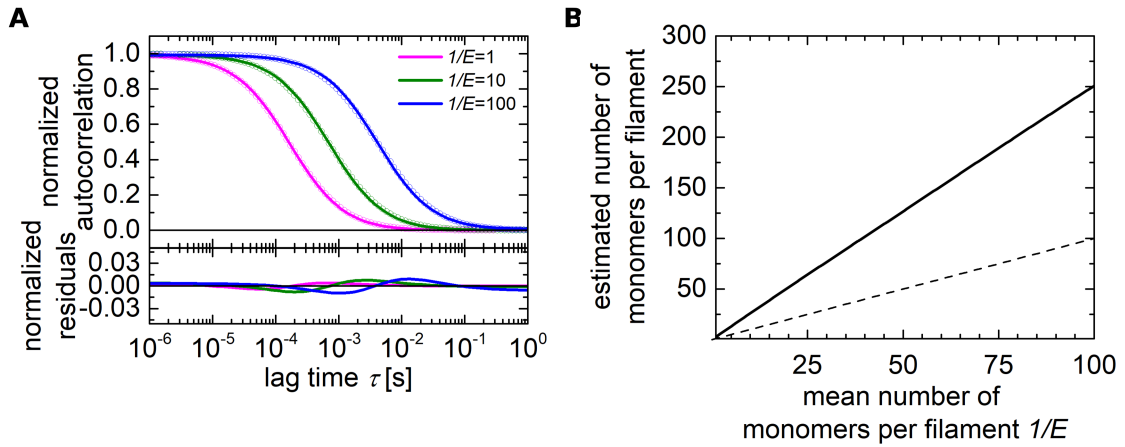 A
normalized
autocorrelation
1.0
0.8
0.6
0.4
0.2
0.0
1/E=1
1/E=10
1/E=100
normalized
residuals
0.03
0.00
-0.03
10⁻⁶ 10⁻⁵ 10⁻⁴ 10⁻³ 10⁻² 10⁻¹ 10⁰
lag time τ [s]
B
estimated number of
monomers per filament
300
250
200
150
100
50
25 50 75 100
mean number of
monomers per filament 1/E